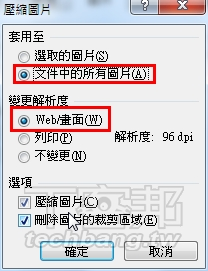 壓縮圖片
套用至
選取的圖片(S)
文件中的所有圖片(A)
變更解析度
Web/畫面(W)
列印(P) 解析度: 96 dpi
不變更(N)
選項
壓縮圖片(C)
刪除圖片的裁剪區域(E)
techbang.tw
確定 取消